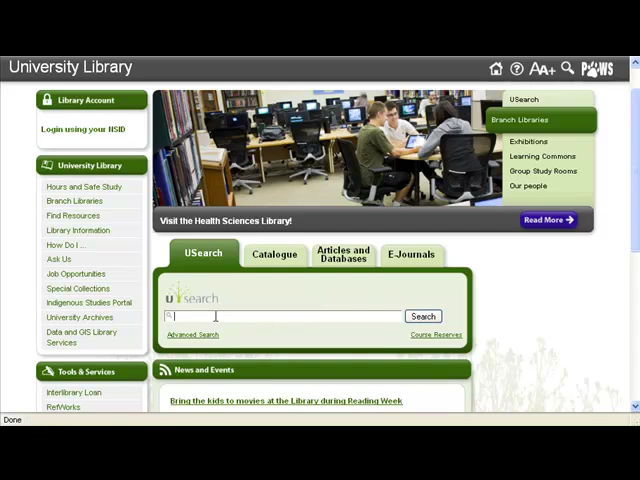 University Library
AA+
PAWS
Library Account
Login using your NSID
University Library
Hours and Safe Study
Branch Libraries
Find Resources
Library Information
How Do I ...
Ask Us
Job Opportunities
Special Collections
Indigenous Studies Portal
University Archives
Data and GIS Library
Services
Tools & Services
Interlibrary Loan
RefWorks
USearch
Branch Libraries
Exhibitions
Learning Commons
Group Study Rooms
Our people
Visit the Health Sciences Library!
Read More
USearch
Catalogue
Articles and
Databases
E-Journals
usearch
Search
Advanced Search
Course Reserves
News and Events
Bring the kids to movies at the Library during Reading Week
Done